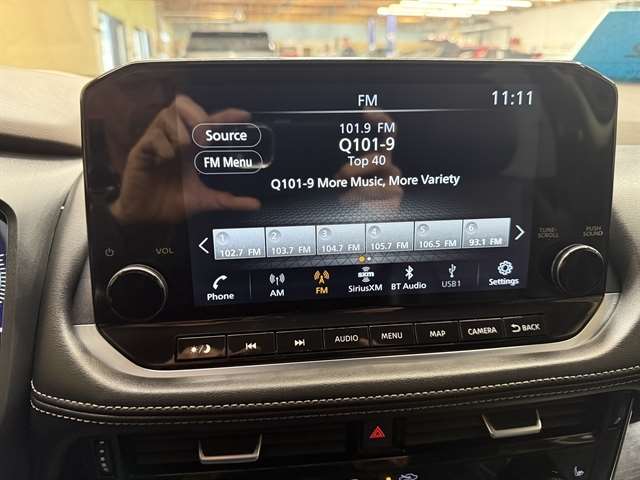 FM
11:11
Source
101.9 FM
Q101-9
FM Menu
Top 40
Q101-9 More Music, More Variety
1 2 3 4 5 6
102.7 FM 103.7 FM 104.7 FM 105.7 FM 106.5 FM 93.1 FM
VOL
TUNE-
SCROLL
PUSH
SOUND
Phone AM FM SiriusXM BT Audio USB1 Settings
sxm
AUDIO MENU MAP CAMERA BACK